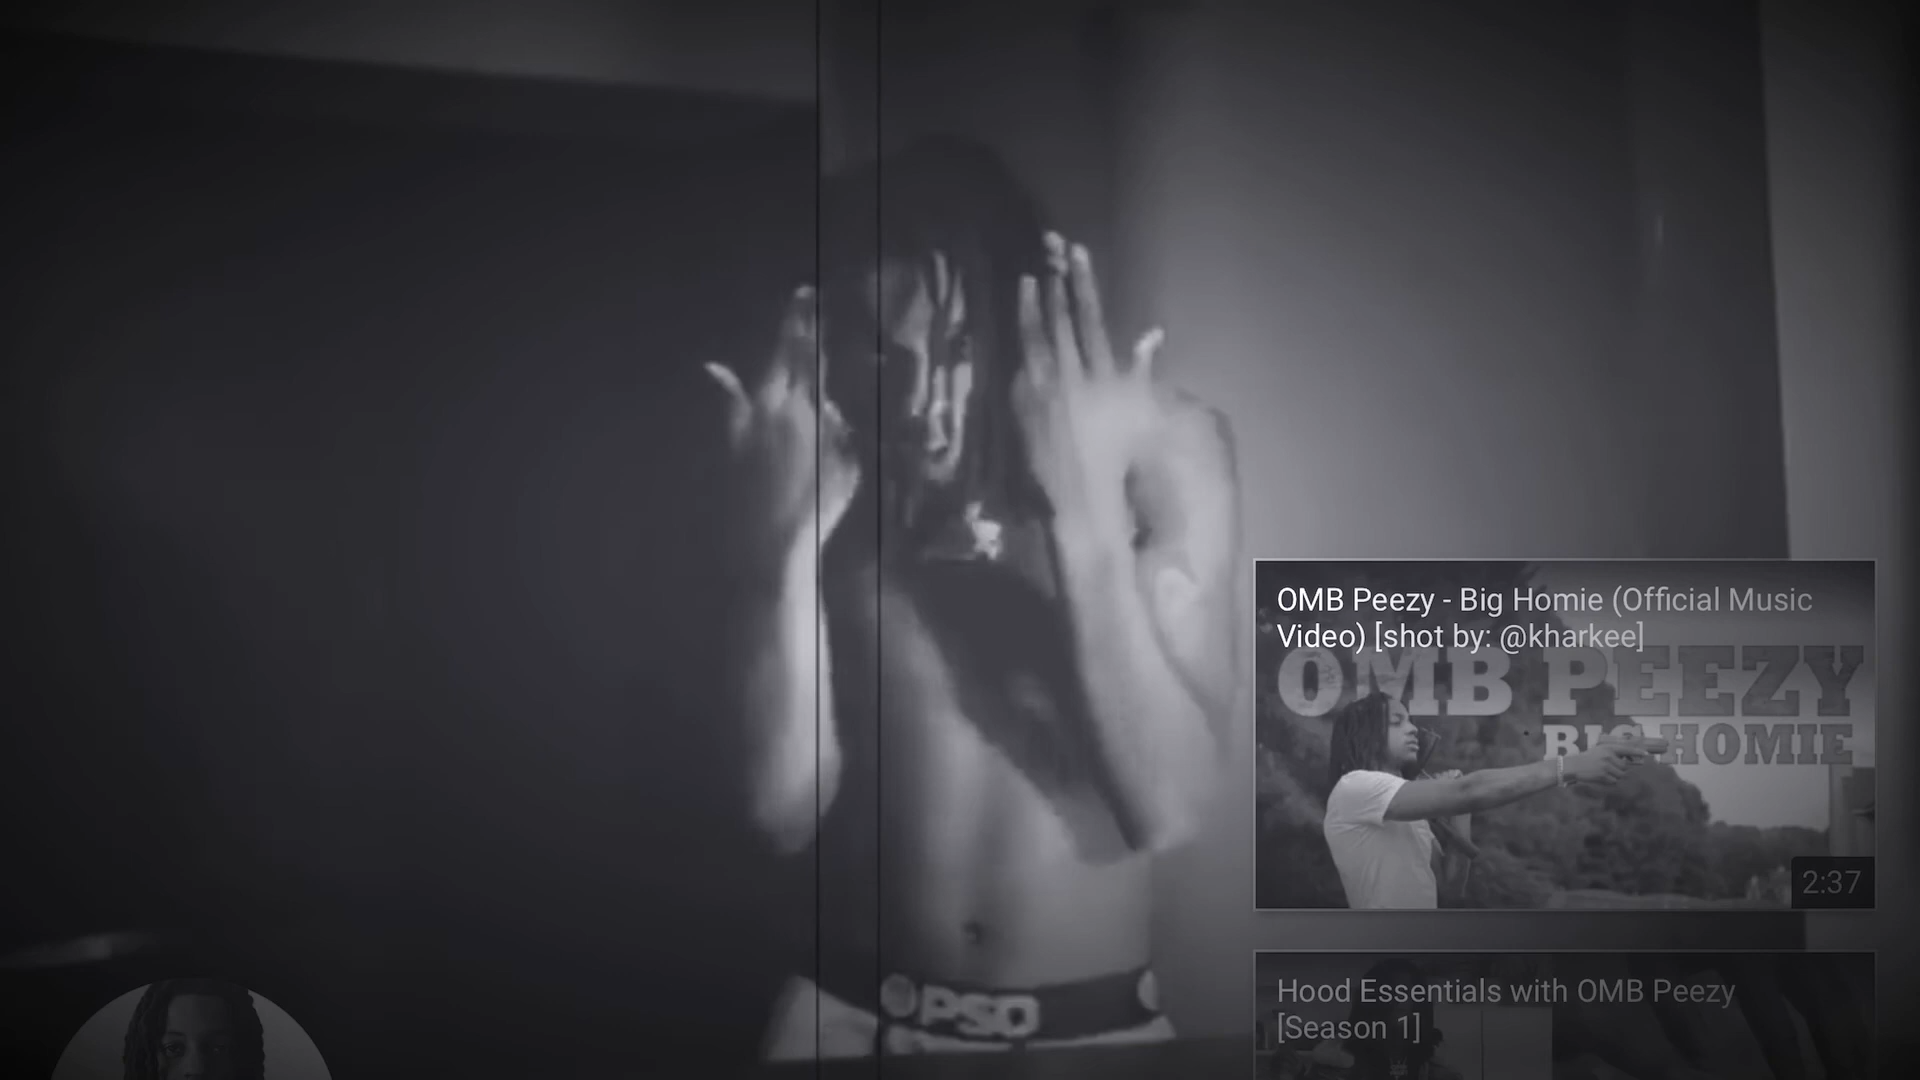 OMB Peezy - Big Homie (Official Music
Video) [shot by: @kharkee]
OMB PEEZY
BIG HOMIE
2:37
Hood Essentials with OMB Peezy
[Season 1]
PSD